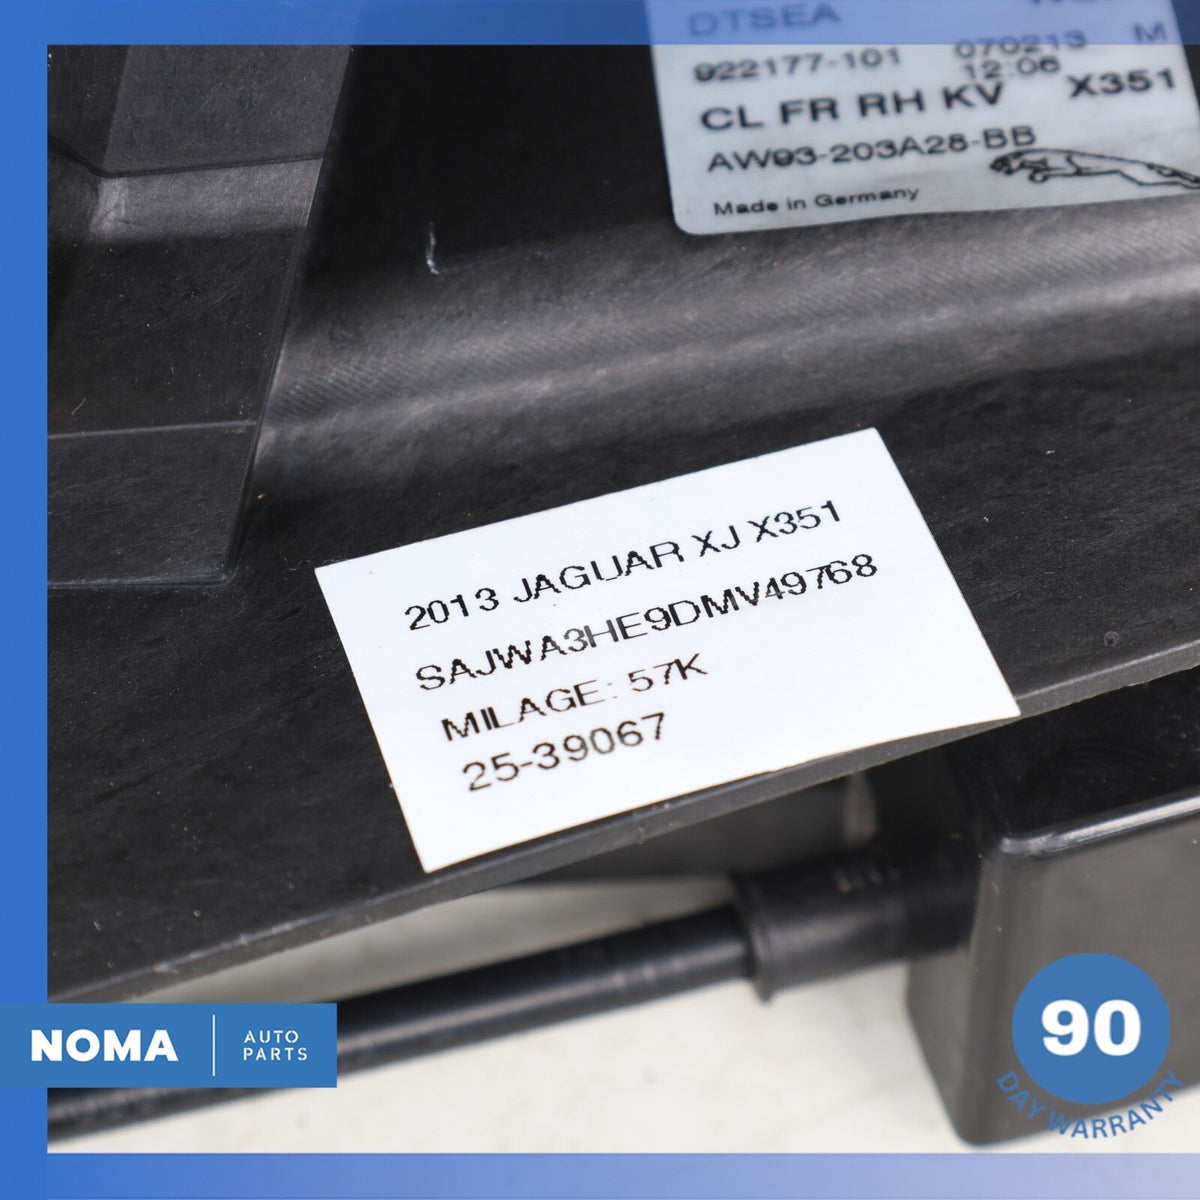 DTSEA
922177-101 070213 M
12:06
CL FR RH KV X351
AW93-203A28-BB
Made in Germany
2013 JAGUAR XJ X351
SAJWA3HE9DMV49768
MILAGE: 57K
25-39067
NOMA AUTO
PARTS
90
DAY WARRANTY